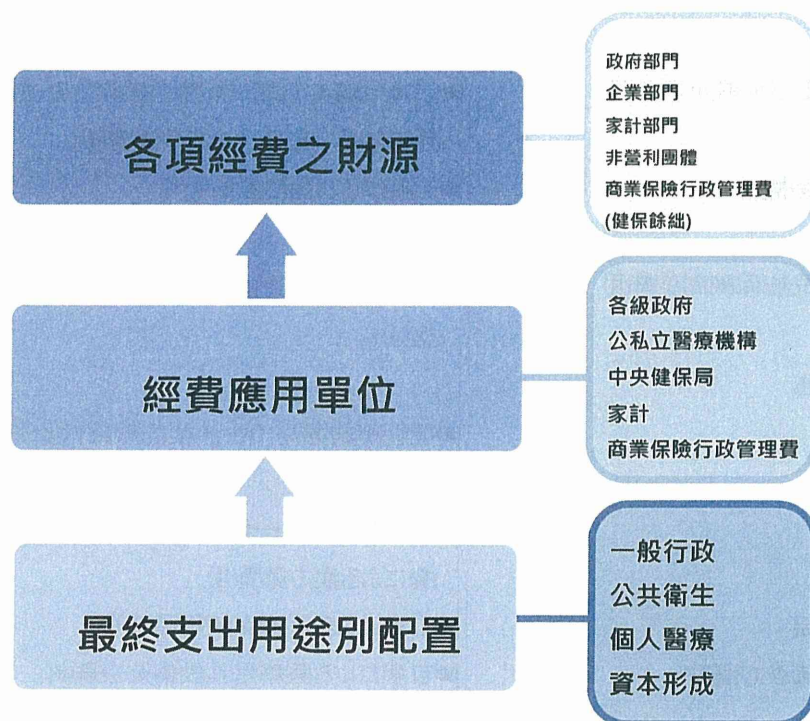 各項經費之財源
政府部門
企業部門
家計部門
非營利團體
商業保險行政管理費
(健保餘絀)
經費應用單位
各級政府
公私立醫療機構
中央健保局
家計
商業保險行政管理費
最終支出用途別配置
一般行政
公共衛生
個人醫療
資本形成